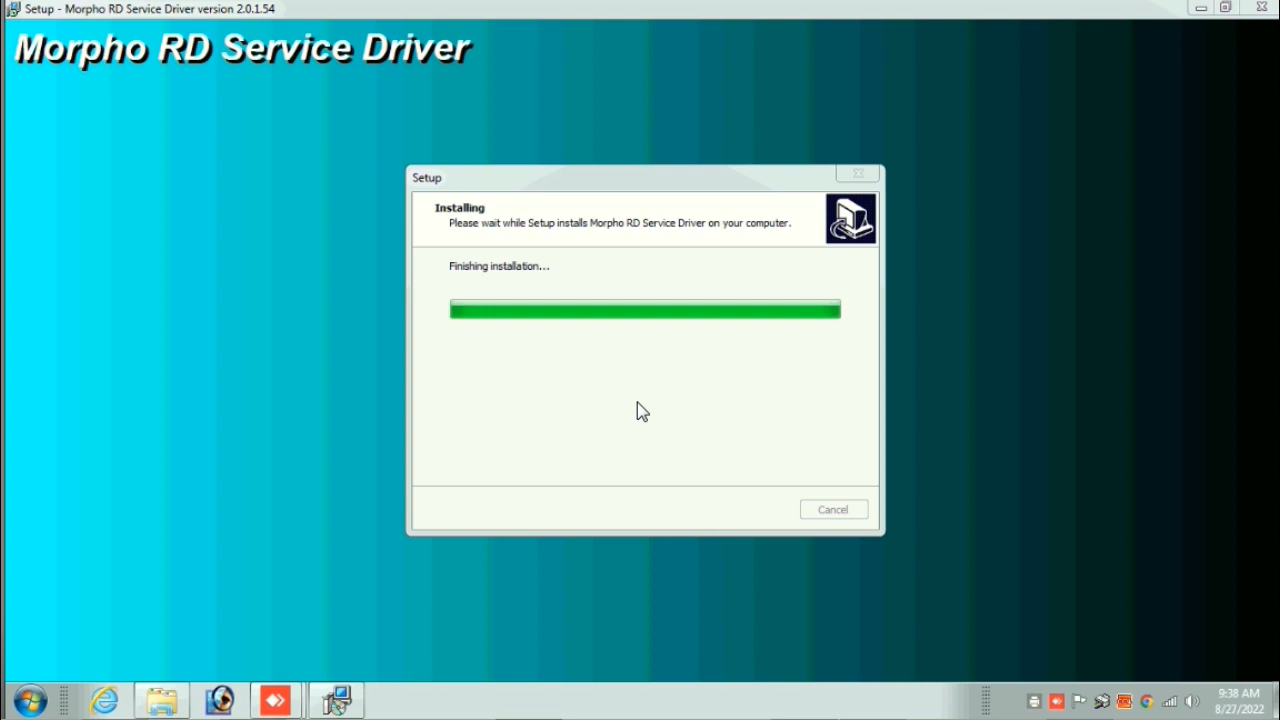 Setup - Morpho RD Service Driver version 2.0.1.54
Morpho RD Service Driver
Setup
Installing
Please wait while Setup installs Morpho RD Service Driver on your computer.
Finishing installation...
Cancel
9:38 AM
8/27/2022